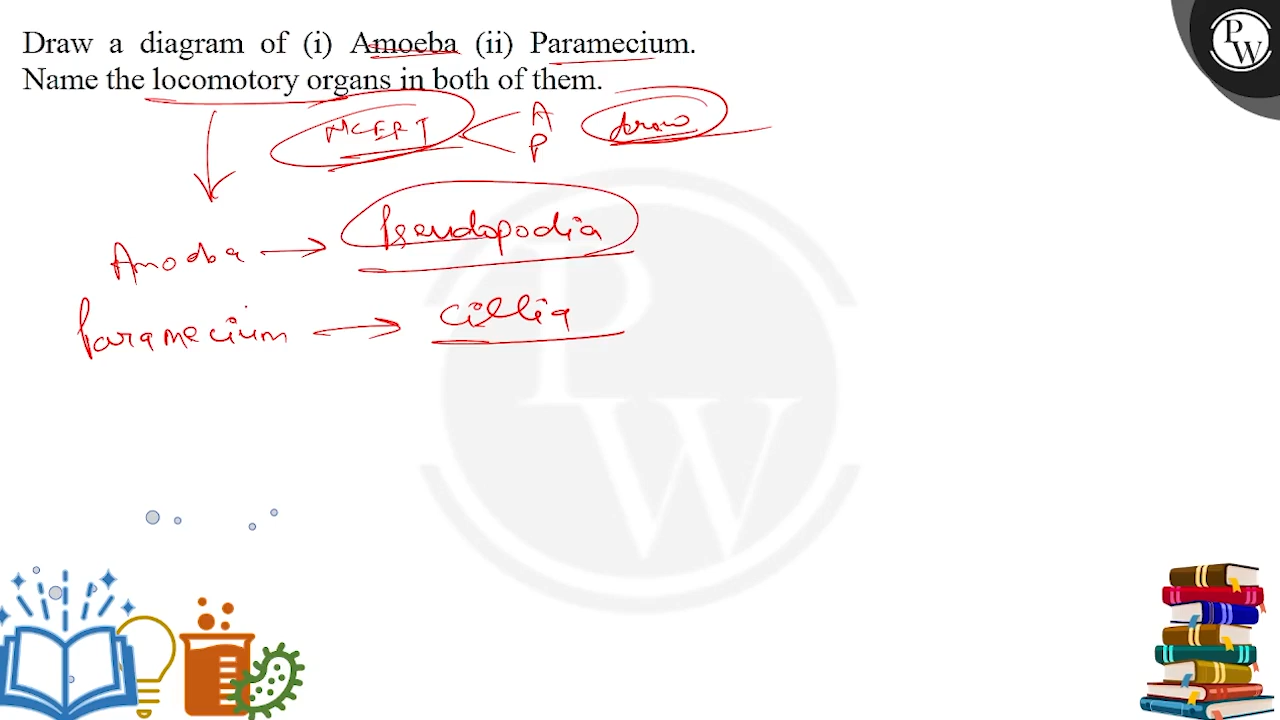 Draw a diagram of (i) Amoeba (ii) Paramecium.
Name the locomotory organs in both of them.
NCERT A draw
P
Amoeba → Pseudopodia
Paramecium → cillia
P
W
PW